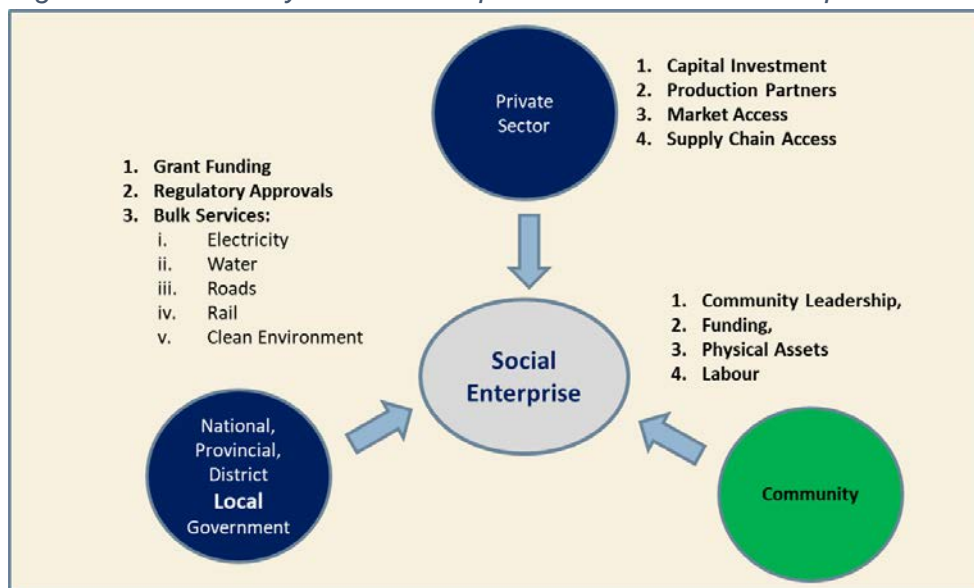 Private
Sector
1. Capital Investment
2. Production Partners
3. Market Access
4. Supply Chain Access
1. Grant Funding
2. Regulatory Approvals
3. Bulk Services:
i. Electricity
ii. Water
iii. Roads
iv. Rail
v. Clean Environment
1. Community Leadership,
2. Funding,
3. Physical Assets
4. Labour
Social
Enterprise
National,
Provincial,
District
Local
Government
Community